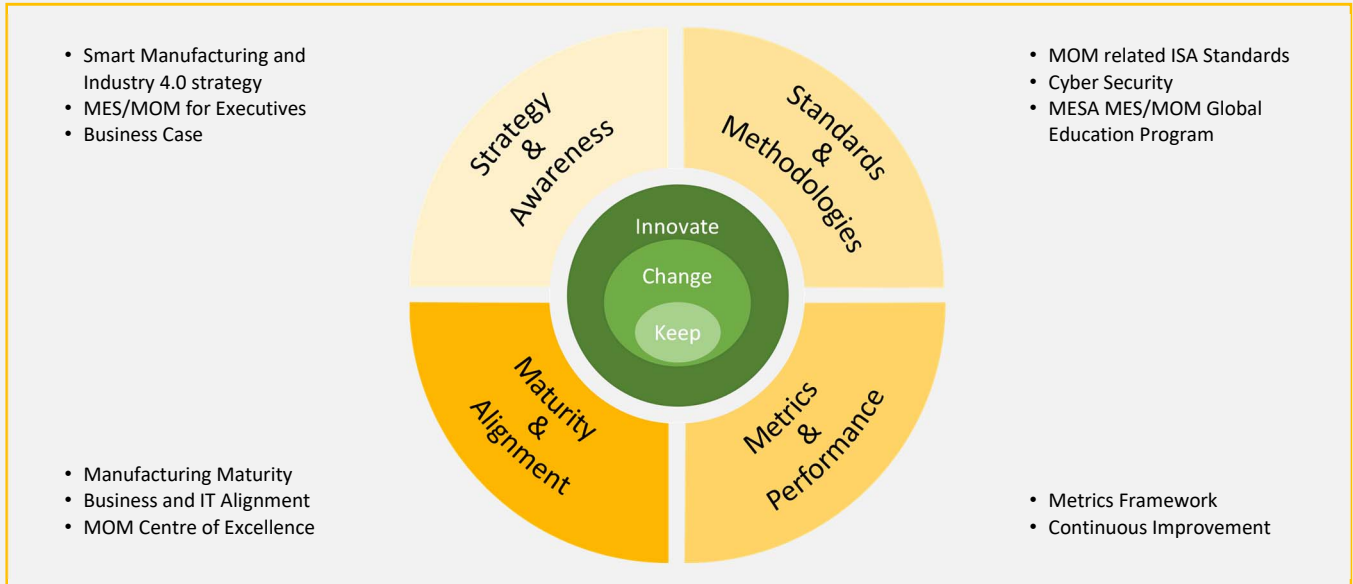 • Smart Manufacturing and
Industry 4.0 strategy
• MES/MOM for Executives
• Business Case
• MOM related ISA Standards
• Cyber Security
• MESA MES/MOM Global
Education Program
Strategy
&
Awareness
Standards
&
Methodologies
Innovate
Change
Keep
Maturity
&
Alignment
Metrics
&
Performance
• Manufacturing Maturity
• Business and IT Alignment
• MOM Centre of Excellence
• Metrics Framework
• Continuous Improvement